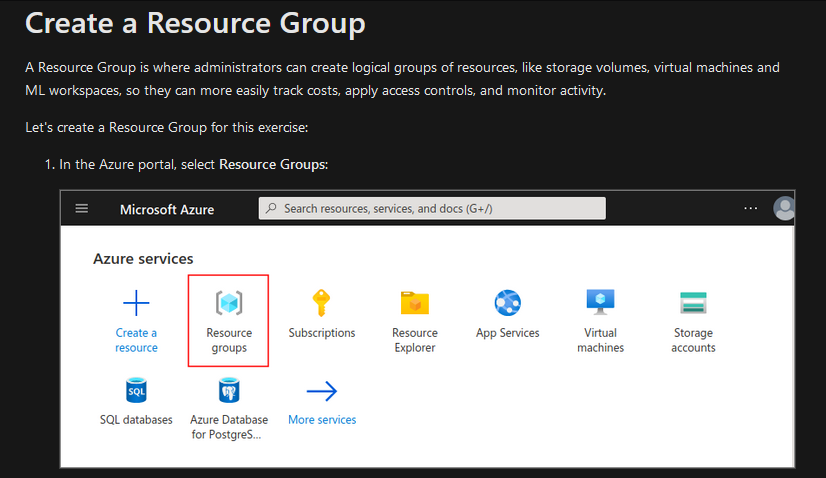 Create a Resource Group
A Resource Group is where administrators can create logical groups of resources, like storage volumes, virtual machines and
ML workspaces, so they can more easily track costs, apply access controls, and monitor activity.
Let's create a Resource Group for this exercise:
1. In the Azure portal, select Resource Groups:
Microsoft Azure
Search resources, services, and docs (G+/)
...
Azure services
Create a
resource
Resource
groups
Subscriptions
Resource
Explorer
App Services
Virtual
machines
Storage
accounts
SQL
SQL databases
Azure Database
for PostgreS...
More services